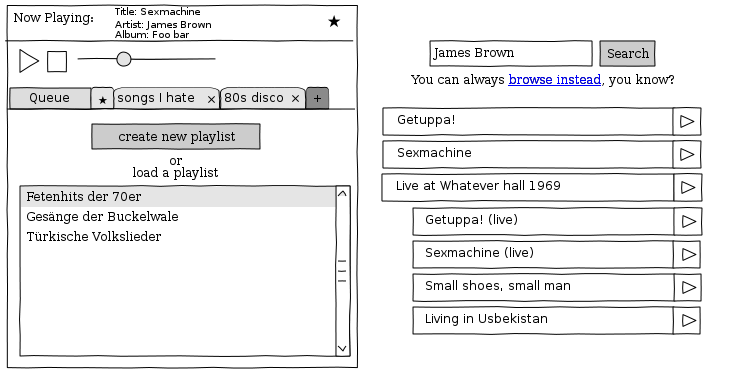 Now Playing:
Title: Sexmachine
Artist: James Brown
Album: Foo bar
★
Queue
★
songs I hate ×
80s disco ×
+
create new playlist
or
load a playlist
Fetenhits der 70er
Gesänge der Buckelwale
Türkische Volkslieder
James Brown
Search
You can always browse instead, you know?
Getuppa!
Sexmachine
Live at Whatever hall 1969
Getuppa! (live)
Sexmachine (live)
Small shoes, small man
Living in Usbekistan